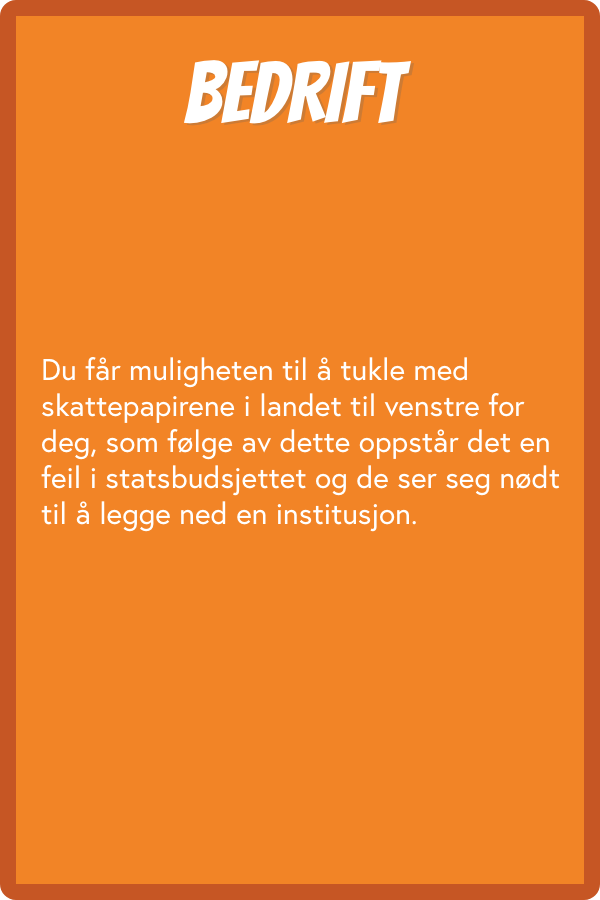 BEDRIFT
Du får muligheten til å tukle med
skattepapirene i landet til venstre for
deg, som følge av dette oppstår det en
feil i statsbudsjettet og de ser seg nødt
til å legge ned en institusjon.